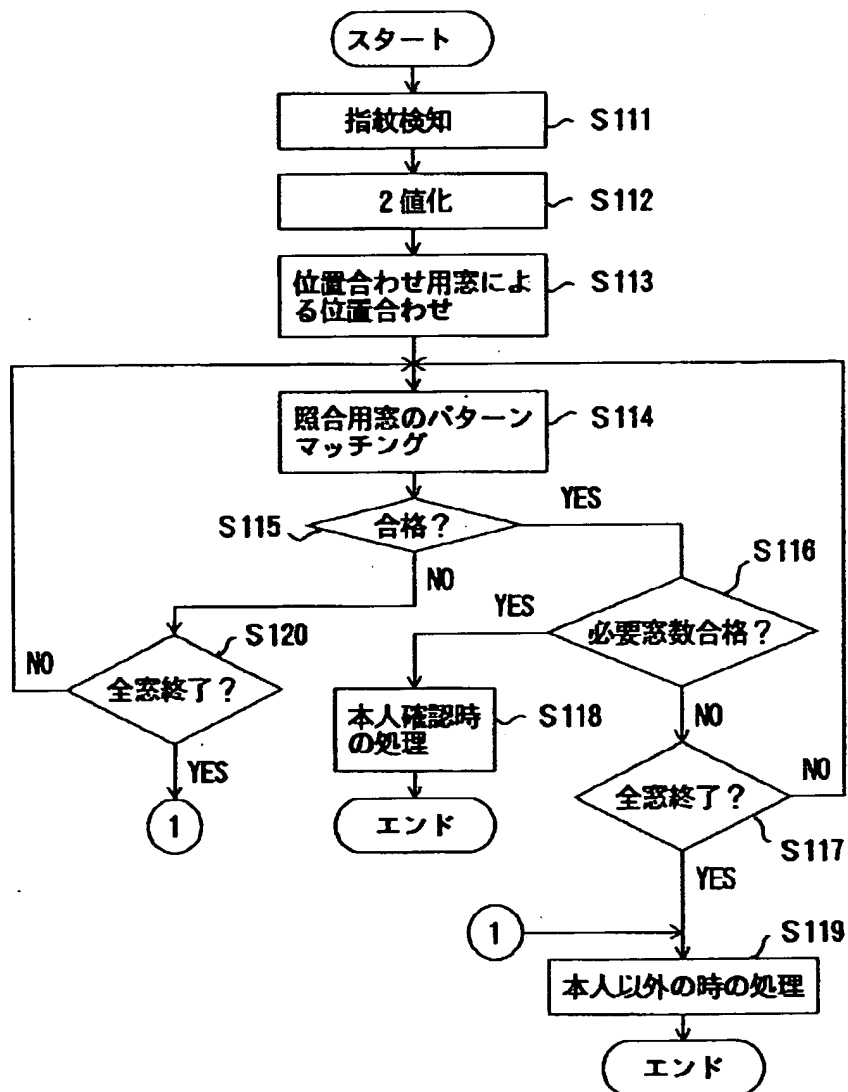 スタート
指紋検知
S111
2値化
S112
位置合わせ用窓によ
る位置合わせ
S113
照合用窓のパターン
マッチング
S114
合格?
S115
YES
NO
必要窓数合格?
S116
YES
NO
全窓終了?
S120
NO
YES
1
本人確認時
の処理
S118
エンド
全窓終了?
S117
NO
YES
1
本人以外の時の処理
S119
エンド